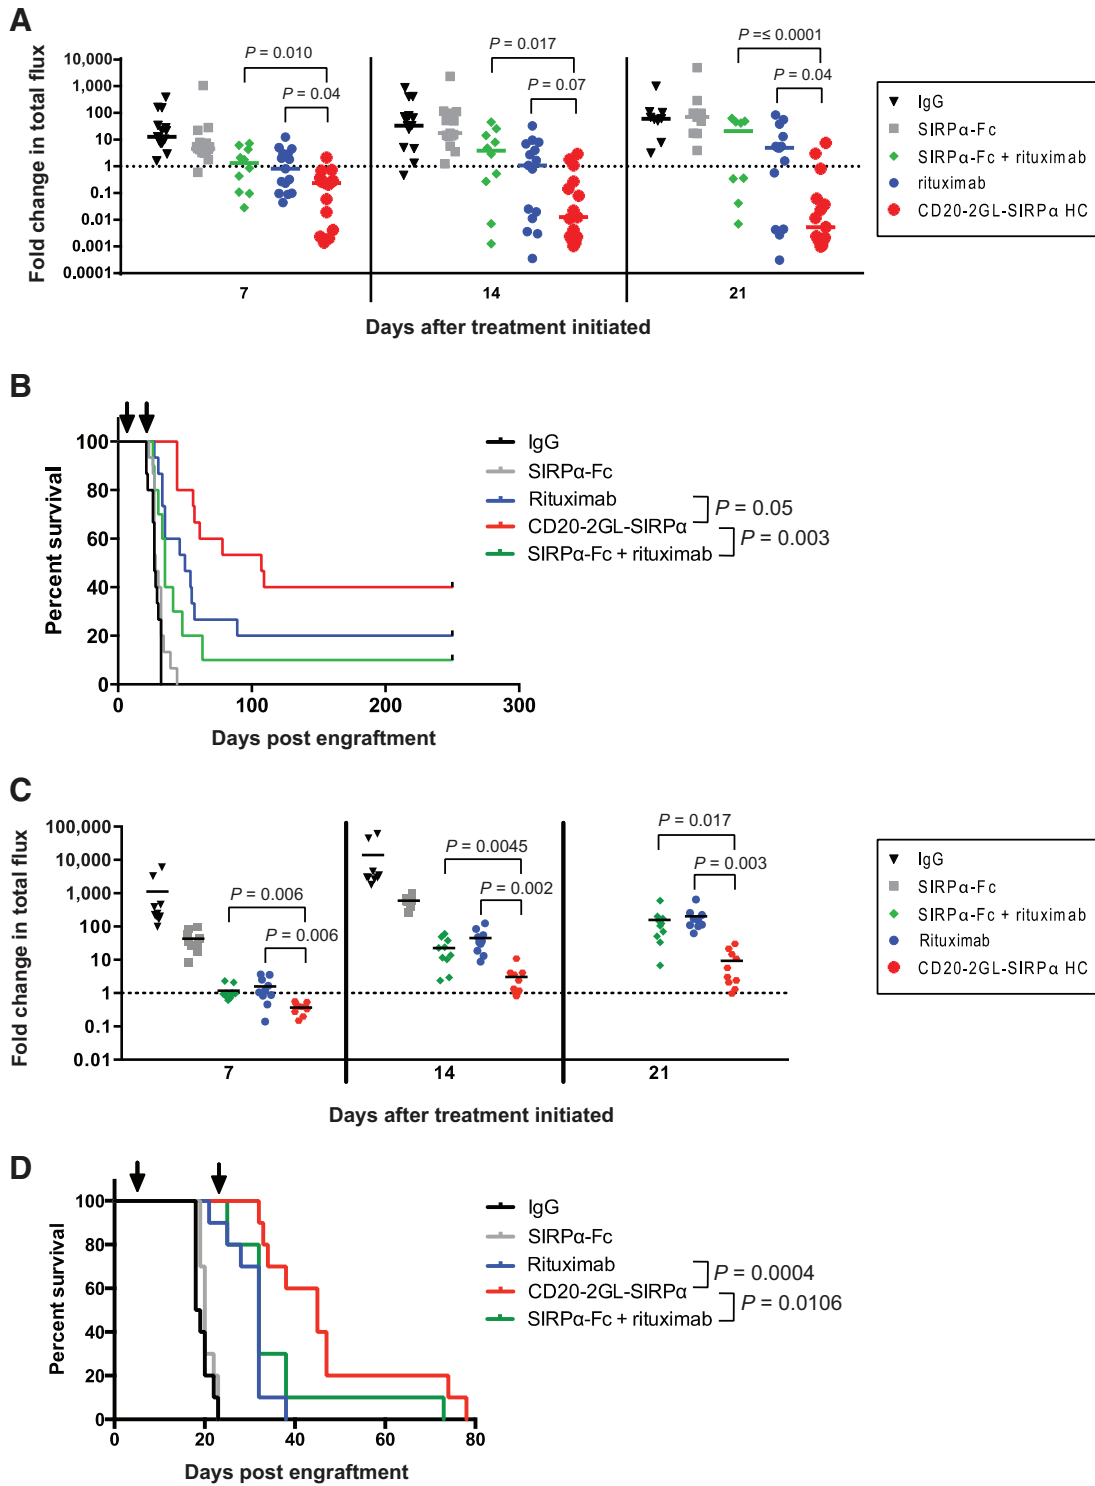 A
Fold change in total flux
10,000
1,000
100
10
1
0.1
0.01
0.001
0.0001
P = 0.010
P = 0.04
P = 0.017
P = 0.07
P =≤ 0.0001
P = 0.04
7
14
21
Days after treatment initiated
IgG
SIRPα-Fc
SIRPα-Fc + rituximab
rituximab
CD20-2GL-SIRPα HC
B
Percent survival
100
80
60
40
20
0
0
100
200
300
Days post engraftment
IgG
SIRPα-Fc
Rituximab
CD20-2GL-SIRPα
SIRPα-Fc + rituximab
P = 0.05
P = 0.003
C
Fold change in total flux
100,000
10,000
1,000
100
10
1
0.1
0.01
P = 0.006
P = 0.006
P = 0.0045
P = 0.002
P = 0.017
P = 0.003
7
14
21
Days after treatment initiated
IgG
SIRPα-Fc
SIRPα-Fc + rituximab
Rituximab
CD20-2GL-SIRPα HC
D
Percent survival
100
80
60
40
20
0
0
20
40
60
80
Days post engraftment
IgG
SIRPα-Fc
Rituximab
CD20-2GL-SIRPα
SIRPα-Fc + rituximab
P = 0.0004
P = 0.0106